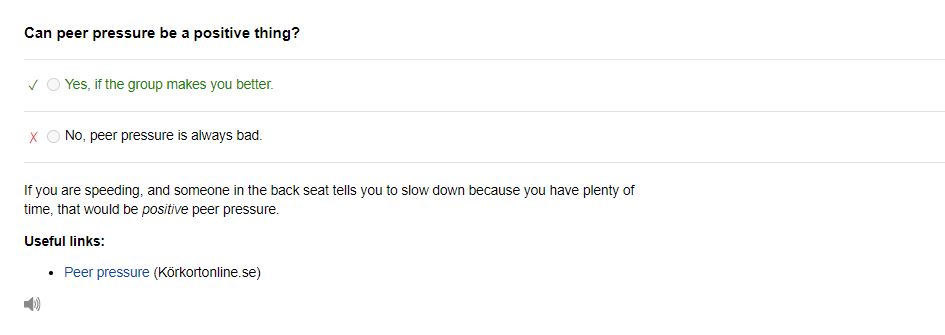 Can peer pressure be a positive thing?
✓ Yes, if the group makes you better.
X No, peer pressure is always bad.
If you are speeding, and someone in the back seat tells you to slow down because you have plenty of
time, that would be positive peer pressure.
Useful links:
• Peer pressure (Körkortonline.se)